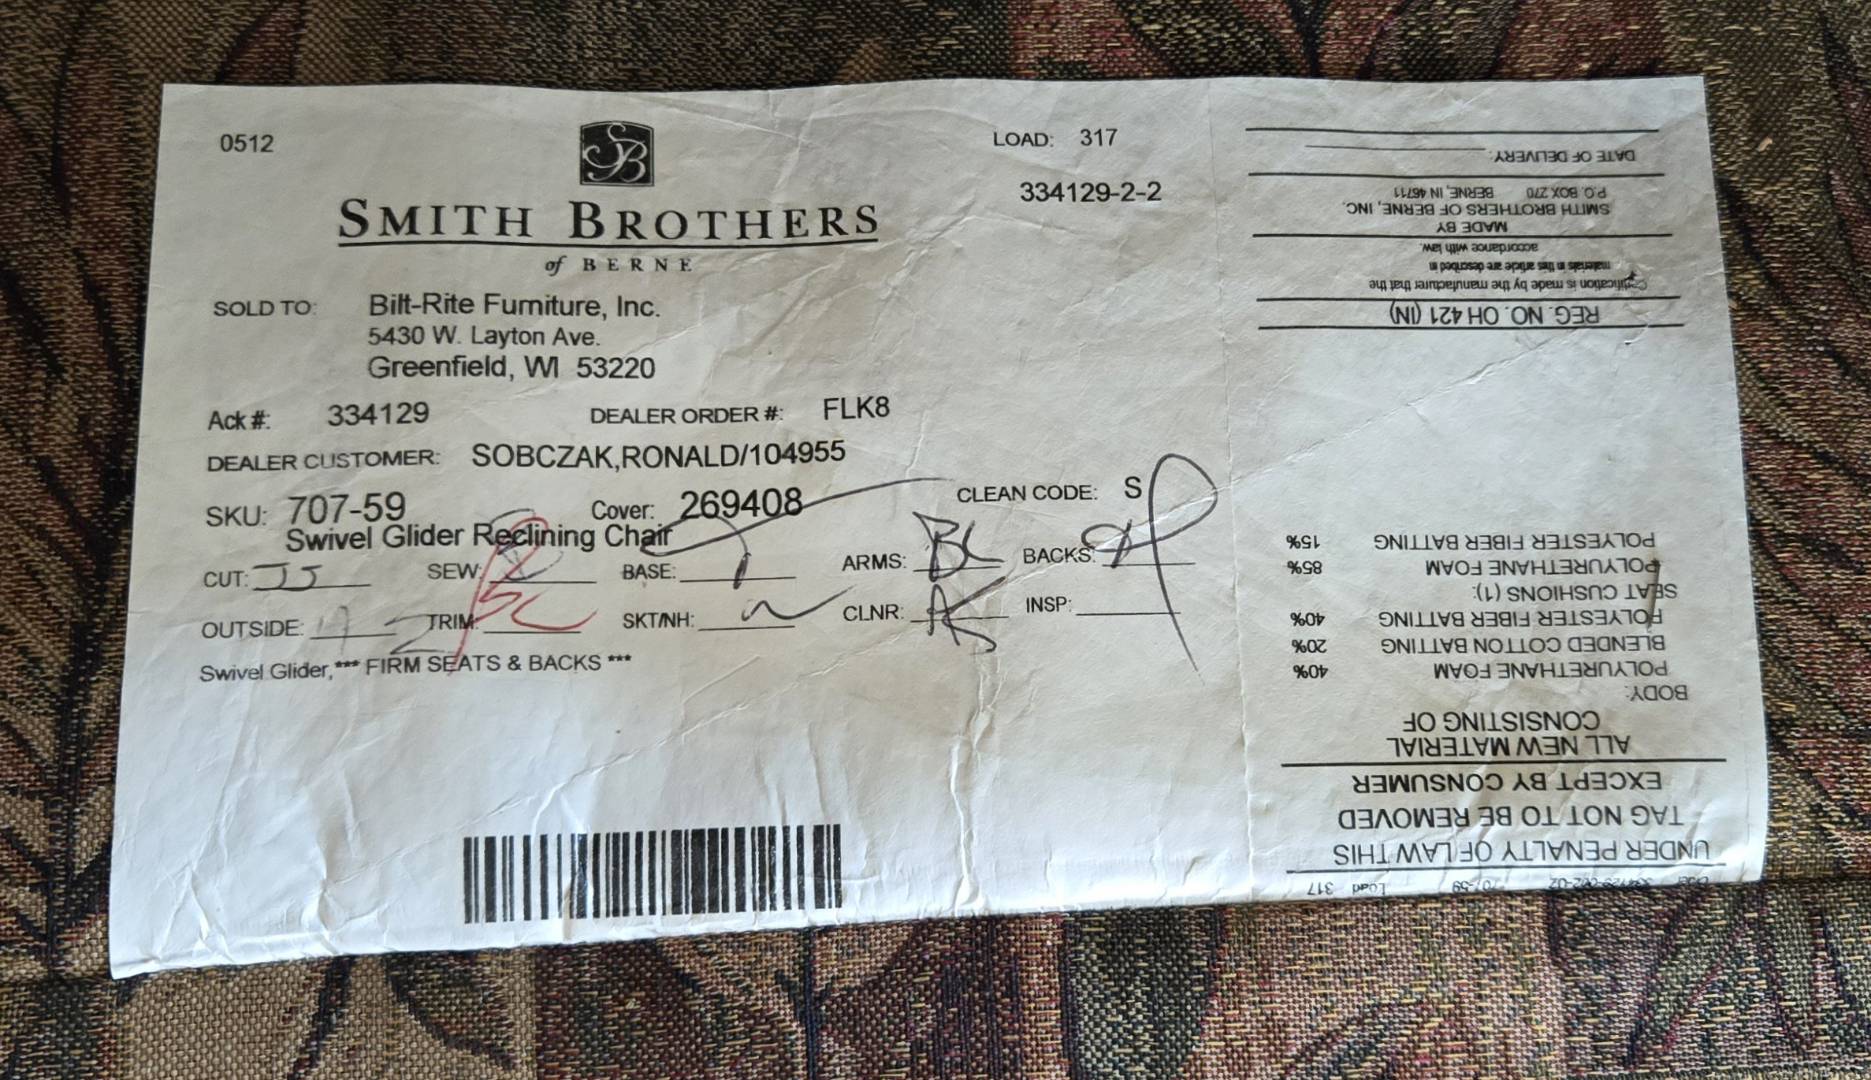 0512
SB
LOAD: 317
334129-2-2
SMITH BROTHERS
of BERNE
SOLD TO: Bilt-Rite Furniture, Inc.
5430 W. Layton Ave.
Greenfield, WI 53220
Ack #: 334129 DEALER ORDER #: FLK8
DEALER CUSTOMER: SOBCZAK,RONALD/104955
SKU: 707-59 Cover: 269408 CLEAN CODE: S
Swivel Glider Reclining Chair
CUT: JJ SEW: BASE: ARMS: BC BACKS:
OUTSIDE: TRIM: SKT/NH: CLNR: INSP:
Swivel Glider,*** FIRM SEATS & BACKS ***
Load 317
UNDER PENALTY OF LAW THIS
TAG NOT TO BE REMOVED
EXCEPT BY CONSUMER
ALL NEW MATERIAL
CONSISTING OF
BODY:
POLYURETHANE FOAM 40%
BLENDED COTTON BATTING 20%
POLYESTER FIBER BATTING 40%
SEAT CUSHIONS (1):
POLYURETHANE FOAM 85%
POLYESTER FIBER BATTING 15%
REG. NO. OH 421 (IN)
Certification is made by the manufacturer that the
materials in this article are described in
accordance with law.
MADE BY
SMITH BROTHERS OF BERNE, INC.
P.O. BOX 270 BERNE, IN 46711
DATE OF DELIVERY: